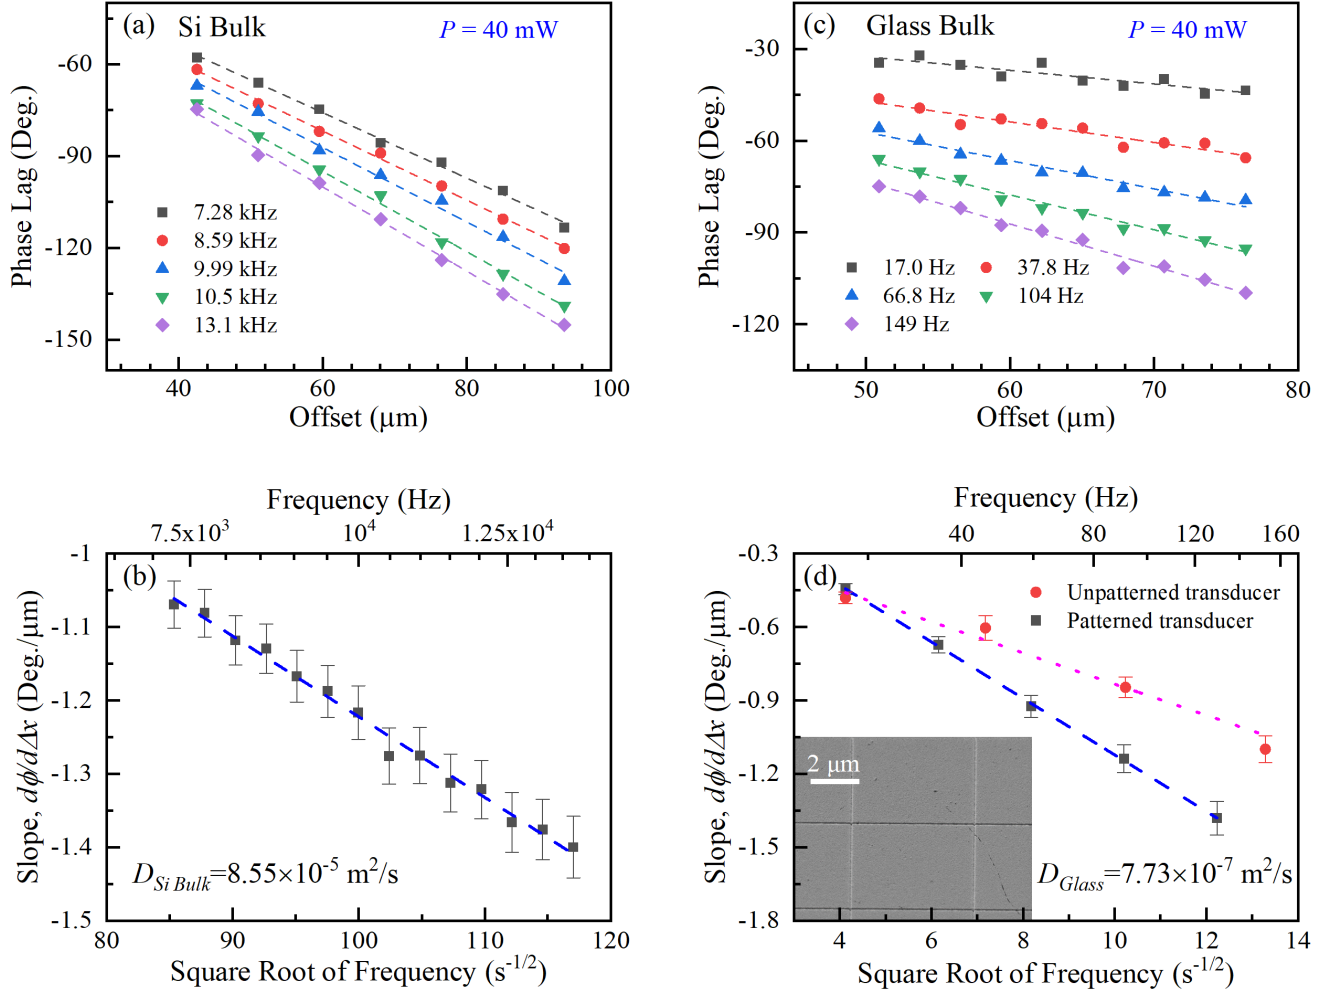 (a) Si Bulk P = 40 mW
-60
-90
-120
-150
Phase Lag (Deg.)
7.28 kHz
8.59 kHz
9.99 kHz
10.5 kHz
13.1 kHz
40 60 80 100
Offset (μm)
(c) Glass Bulk P = 40 mW
-30
-60
-90
-120
Phase Lag (Deg.)
17.0 Hz 37.8 Hz
66.8 Hz 104 Hz
149 Hz
50 60 70 80
Offset (μm)
Frequency (Hz)
7.5x10³ 10⁴ 1.25x10⁴
(b)
-1
-1.1
-1.2
-1.3
-1.4
-1.5
Slope, dϕ/dΔx (Deg./μm)
D_Si Bulk=8.55×10⁻⁵ m²/s
80 90 100 110 120
Square Root of Frequency (s⁻¹/²)
Frequency (Hz)
40 80 120 160
(d)
Unpatterned transducer
Patterned transducer
-0.3
-0.6
-0.9
-1.2
-1.5
-1.8
Slope, dϕ/dΔx (Deg./μm)
2 μm
D_Glass=7.73×10⁻⁷ m²/s
4 6 8 10 12 14
Square Root of Frequency (s⁻¹/²)